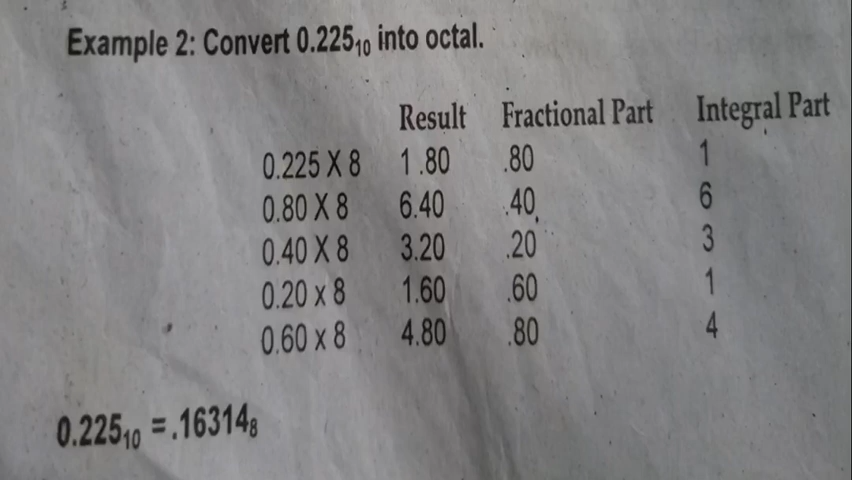 Example 2: Convert 0.225₁₀ into octal.
Result Fractional Part Integral Part
0.225 X 8 1.80 .80 1
0.80 X 8 6.40 .40 6
0.40 X 8 3.20 .20 3
0.20 x 8 1.60 .60 1
0.60 x 8 4.80 .80 4
0.225₁₀ = .16314₈